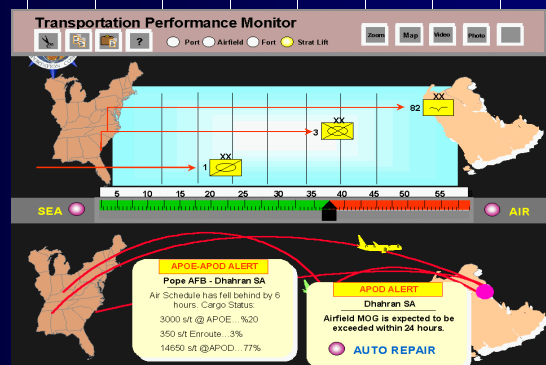 Transportation Performance Monitor
?
Port Airfield Fort Strat Lift
Zoom Map Video Photo
XX
82
XX
3
XX
1
5 10 15 20 25 30 35 40 45 50 55
SEA
AIR
APOE-APOD ALERT
Pope AFB - Dhahran SA
Air Schedule has fell behind by 6
hours. Cargo Status:
3000 s/t @ APOE...%20
350 s/t Enroute...3%
14650 s/t @APOD...77%
APOD ALERT
Dhahran SA
Airfield MOG is expected to be
exceeded within 24 hours.
AUTO REPAIR